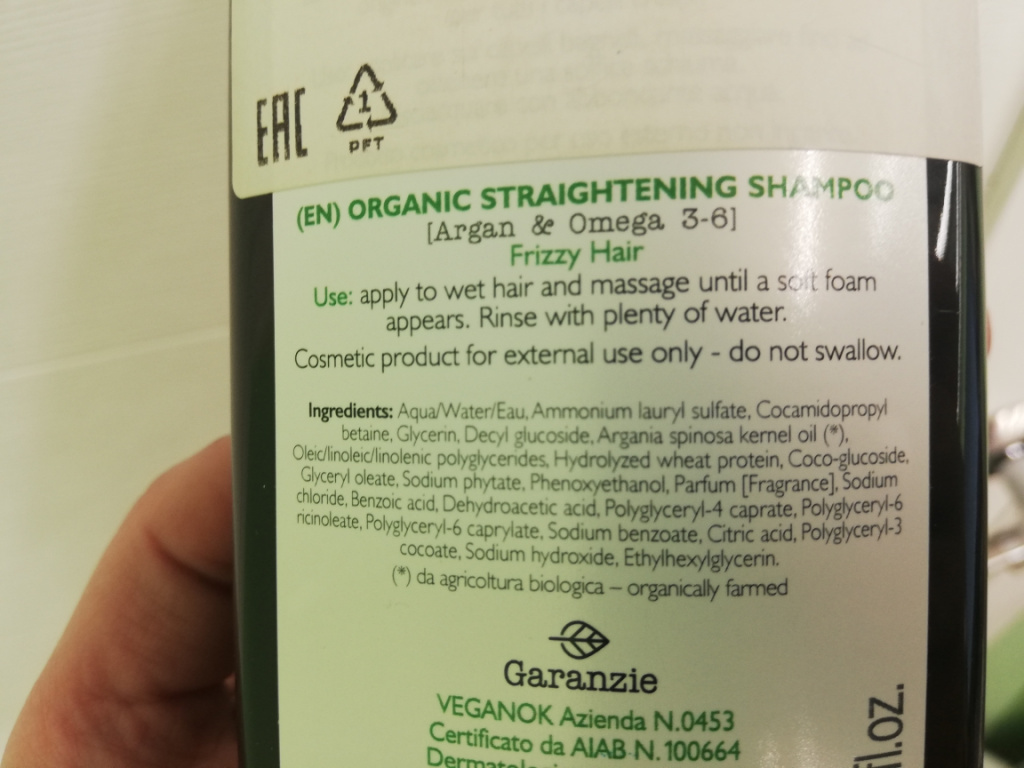 EAC
1
PET
(EN) ORGANIC STRAIGHTENING SHAMPOO
[Argan & Omega 3-6]
Frizzy Hair
Use: apply to wet hair and massage until a soft foam
appears. Rinse with plenty of water.
Cosmetic product for external use only - do not swallow.
Ingredients: Aqua/Water/Eau, Ammonium lauryl sulfate, Cocamidopropyl
betaine, Glycerin, Decyl glucoside, Argania spinosa kernel oil (*),
Oleic/linoleic/linolenic polyglycerides, Hydrolyzed wheat protein, Coco-glucoside,
Glyceryl oleate, Sodium phytate, Phenoxyethanol, Parfum [Fragrance], Sodium
chloride, Benzoic acid, Dehydroacetic acid, Polyglyceryl-4 caprate, Polyglyceryl-6
ricinoleate, Polyglyceryl-6 caprylate, Sodium benzoate, Citric acid, Polyglyceryl-3
cocoate, Sodium hydroxide, Ethylhexylglycerin.
(*) da agricoltura biologica – organically farmed
Garanzie
VEGANOK Azienda N.0453
Certificato da AIAB N. 100664
fl.oz.